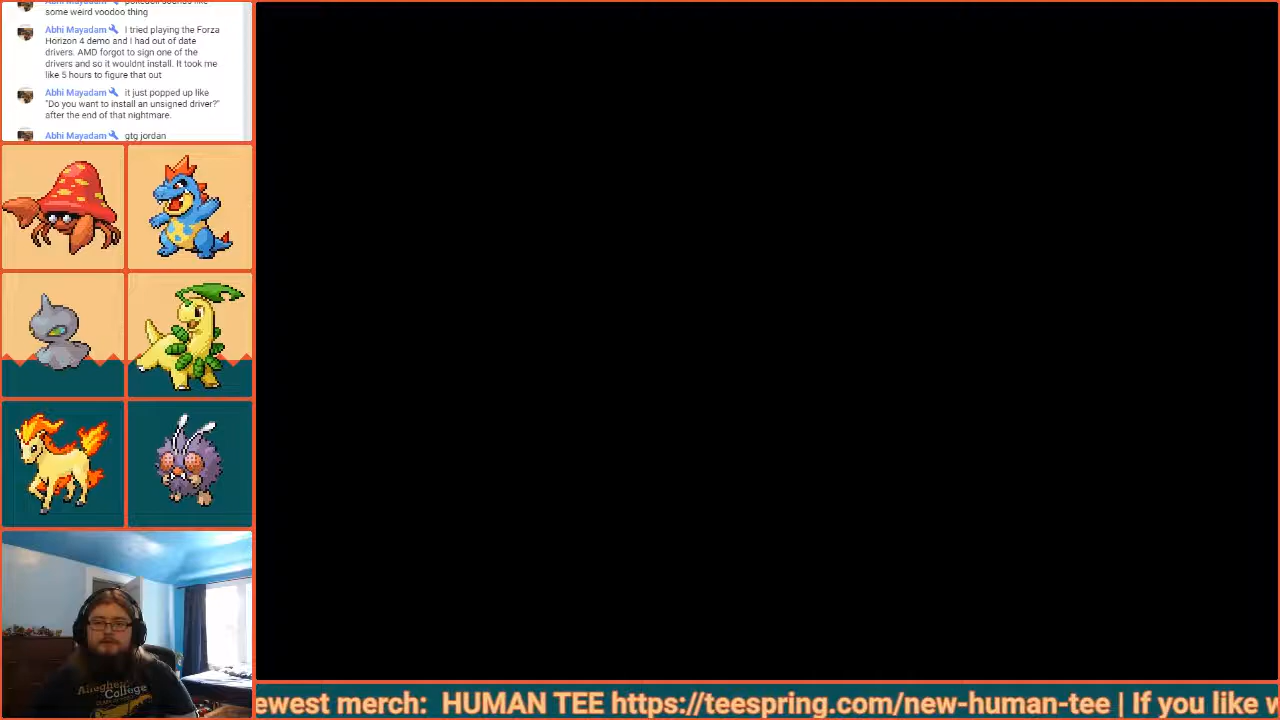 some weird voodoo thing
Abhi Mayadam I tried playing the Forza
Horizon 4 demo and I had out of date
drivers. AMD forgot to sign one of the
drivers and so it wouldnt install. It took me
like 5 hours to figure that out
Abhi Mayadam it just popped up like
"Do you want to install an unsigned driver?"
after the end of that nightmare.
Abhi Mayadam gtg jordan
Allegheny
College
ewest merch: HUMAN TEE https://teespring.com/new-human-tee | If you like w